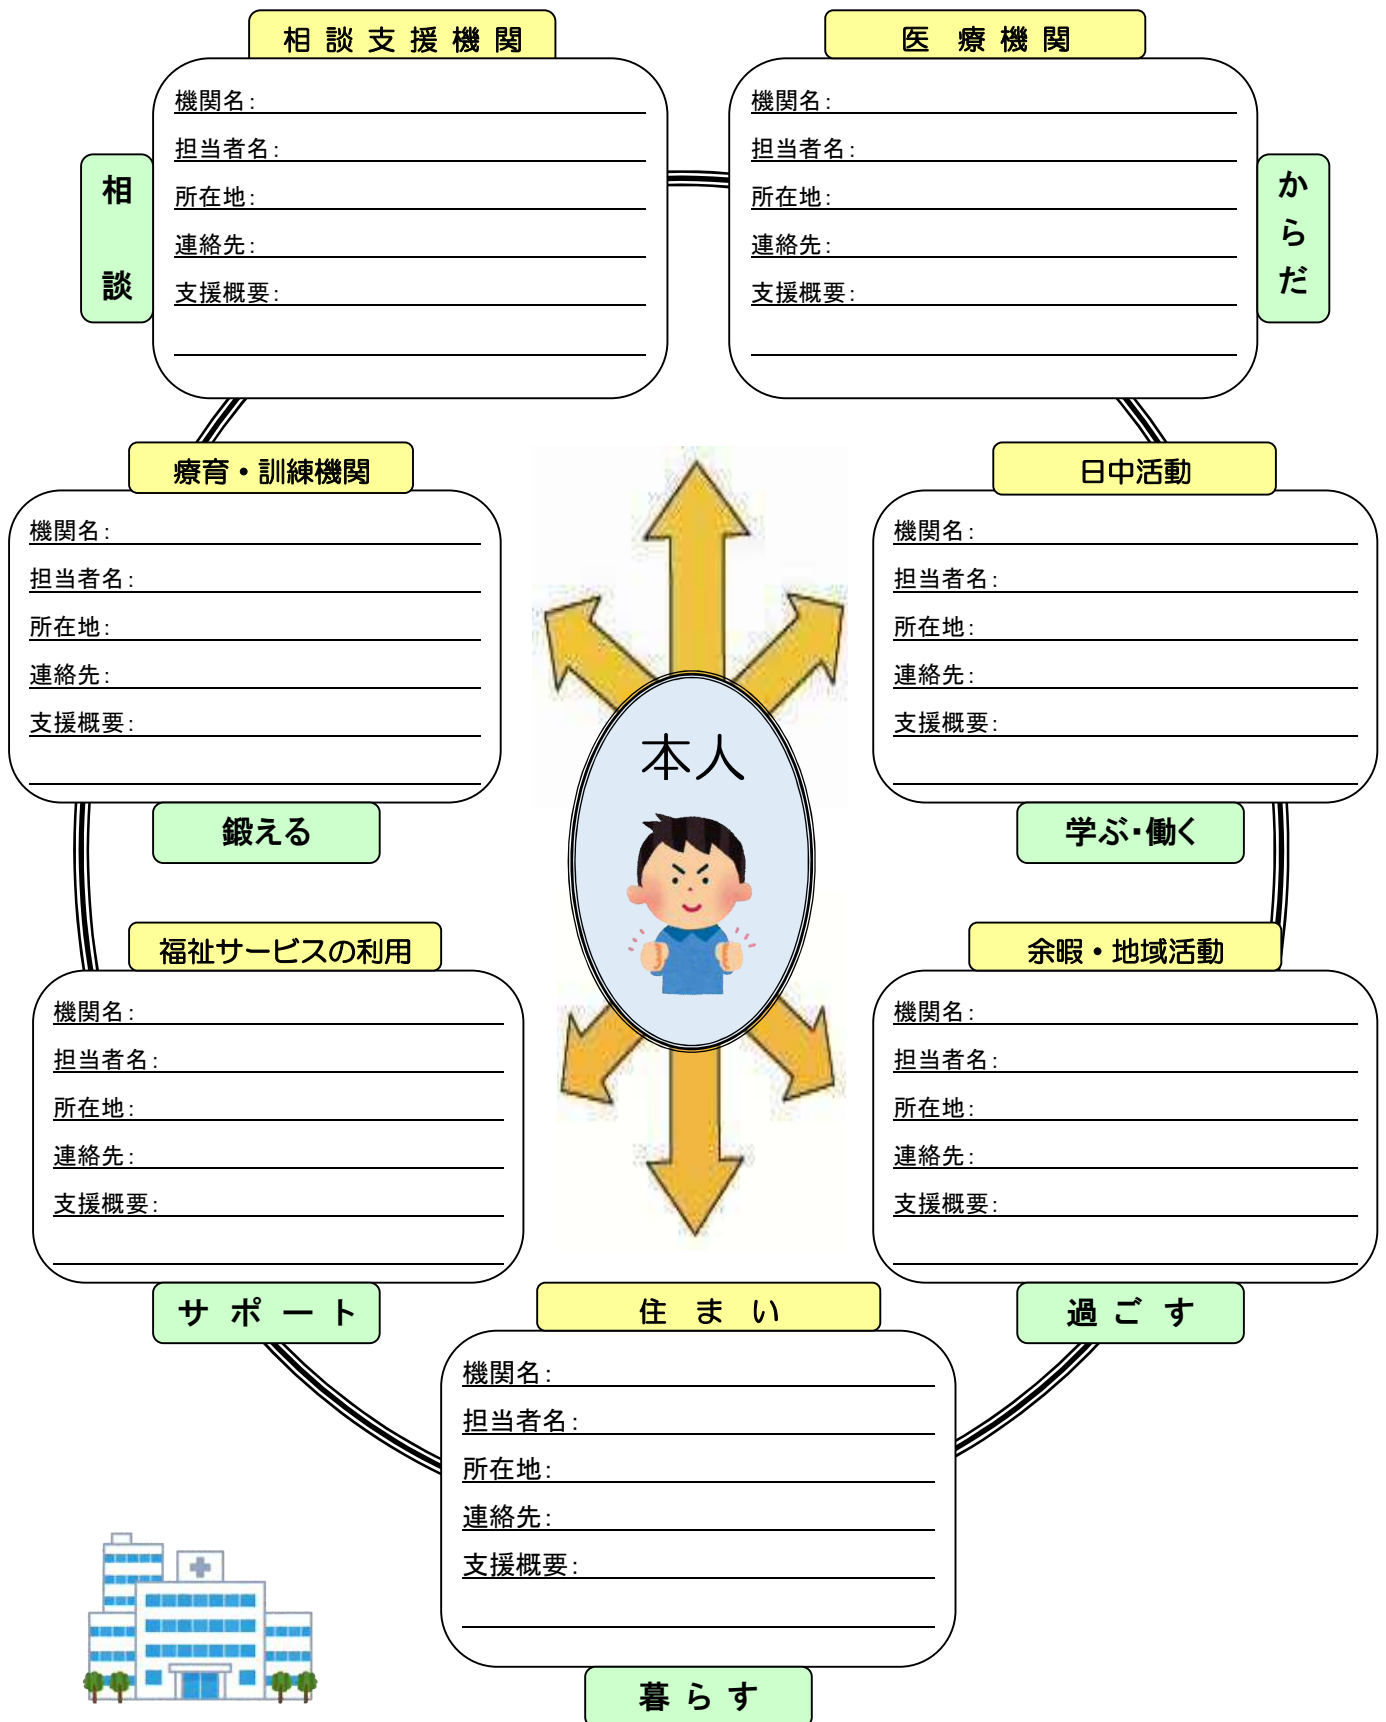 相談支援機関
機関名：
担当者名：
所在地：
連絡先：
支援概要：
相談
医療機関
機関名：
担当者名：
所在地：
連絡先：
支援概要：
からだ
療育・訓練機関
機関名：
担当者名：
所在地：
連絡先：
支援概要：
鍛える
本人
日中活動
機関名：
担当者名：
所在地：
連絡先：
支援概要：
学ぶ・働く
福祉サービスの利用
機関名：
担当者名：
所在地：
連絡先：
支援概要：
サポート
余暇・地域活動
機関名：
担当者名：
所在地：
連絡先：
支援概要：
過ごす
住まい
機関名：
担当者名：
所在地：
連絡先：
支援概要：
暮らす